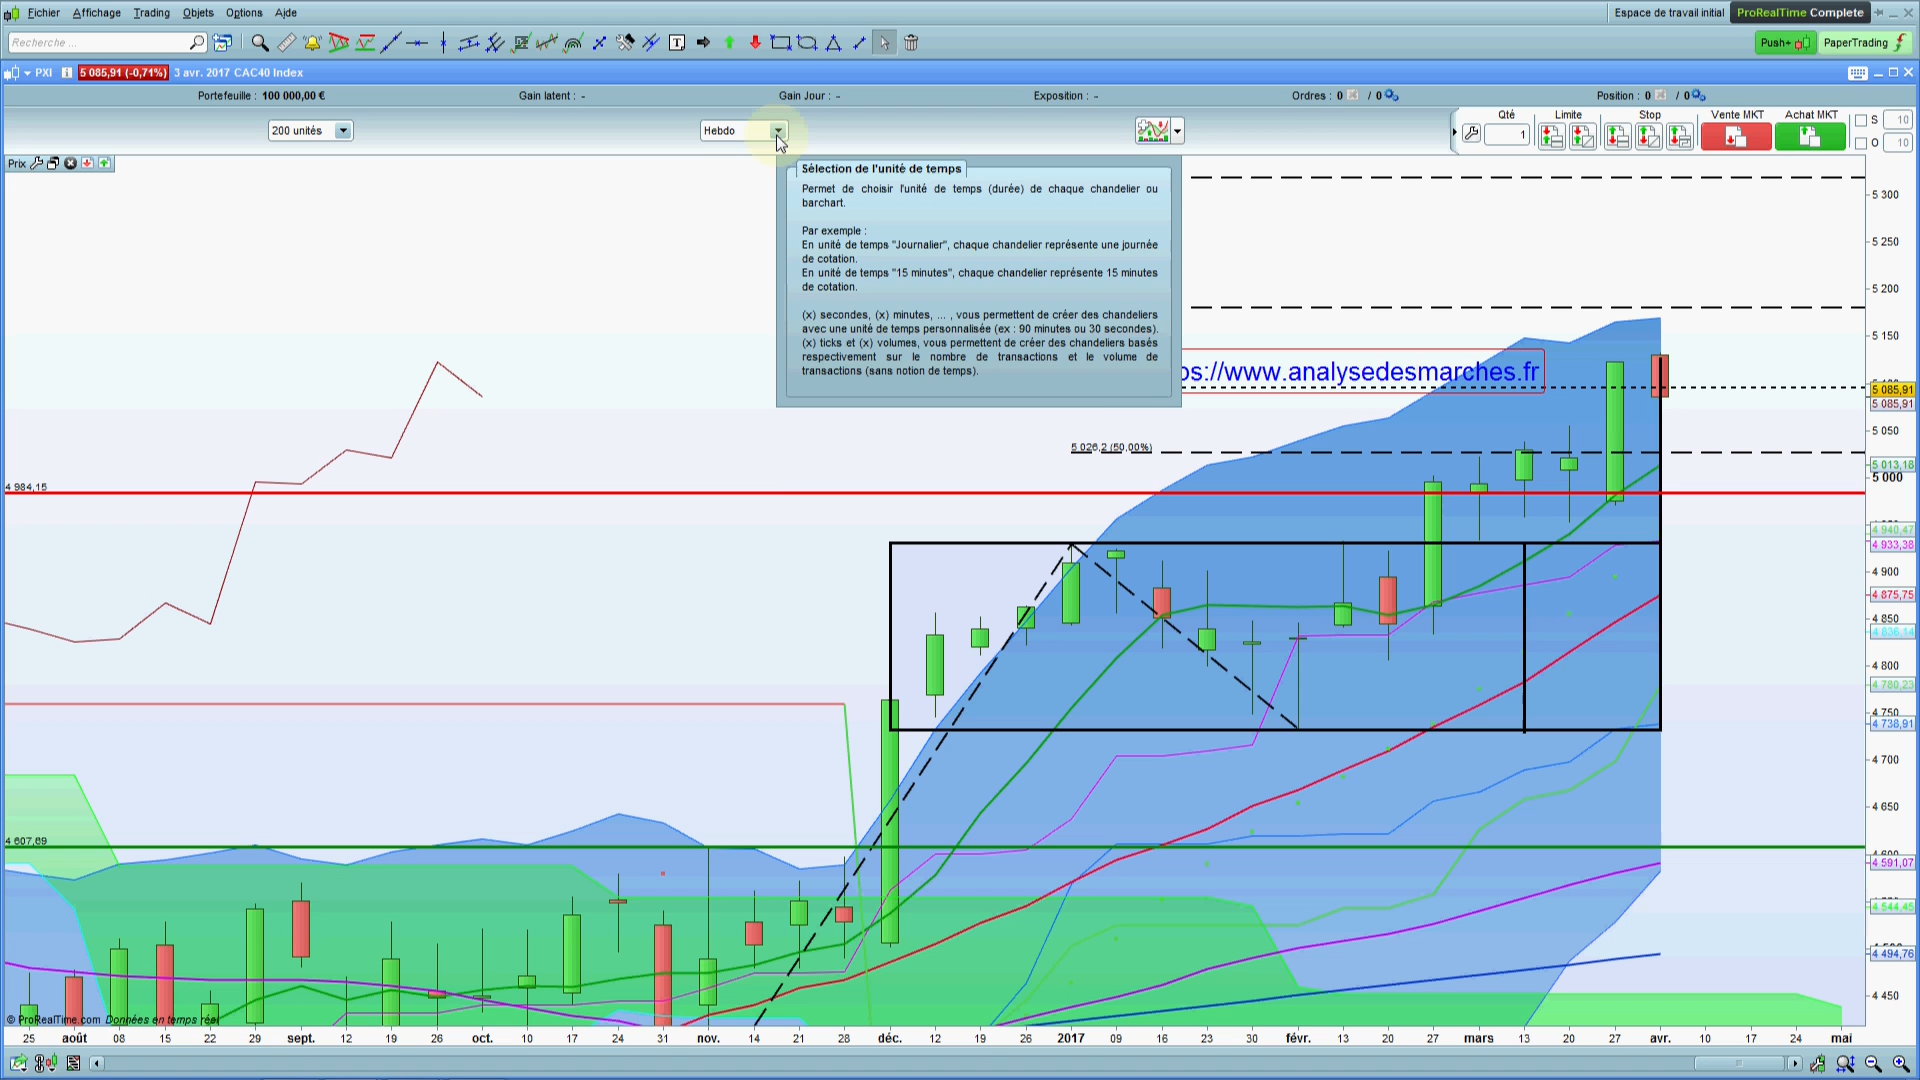 Fichier Affichage Trading Objets Options Aide
Espace de travail initial ProRealTime Complete
Recherche ...
Push+ PaperTrading
PXI 5 085,91 (-0,71%) 3 avr. 2017 CAC40 Index
Portefeuille : 100 000,00 € Gain latent : - Gain Jour : - Exposition : - Ordres : 0 / 0 Position : 0 / 0
200 unités
Hebdo
Qté Limite Stop Vente MKT Achat MKT
1
S 10
O 10
Prix
Sélection de l'unité de temps
Permet de choisir l'unité de temps (durée) de chaque chandelier ou
barchart.
Par exemple :
En unité de temps "Journalier", chaque chandelier représente une journée
de cotation.
En unité de temps "15 minutes", chaque chandelier représente 15 minutes
de cotation.
(x) secondes, (x) minutes, ... , vous permettent de créer des chandeliers
avec une unité de temps personnalisée (ex : 90 minutes ou 30 secondes).
(x) ticks et (x) volumes, vous permettent de créer des chandeliers basés
respectivement sur le nombre de transactions et le volume de
transactions (sans notion de temps).
ps://www.analysedesmarches.fr
5 026,2 (50,00%)
4 984,15
4 607,69
5 300
5 250
5 200
5 150
5 085,91
5 085,91
5 050
5 013,18
5 000
4 940,47
4 933,38
4 900
4 875,75
4 850
4 836,14
4 800
4 780,23
4 750
4 738,91
4 700
4 650
4 600
4 591,07
4 544,45
4 494,76
4 450
© ProRealTime.com Données en temps réel
25 août 08 15 22 29 sept. 12 19 26 oct. 10 17 24 31 nov. 14 21 28 déc. 12 19 26 2017 09 16 23 30 févr. 13 20 27 mars 13 20 27 avr. 10 17 24 mai